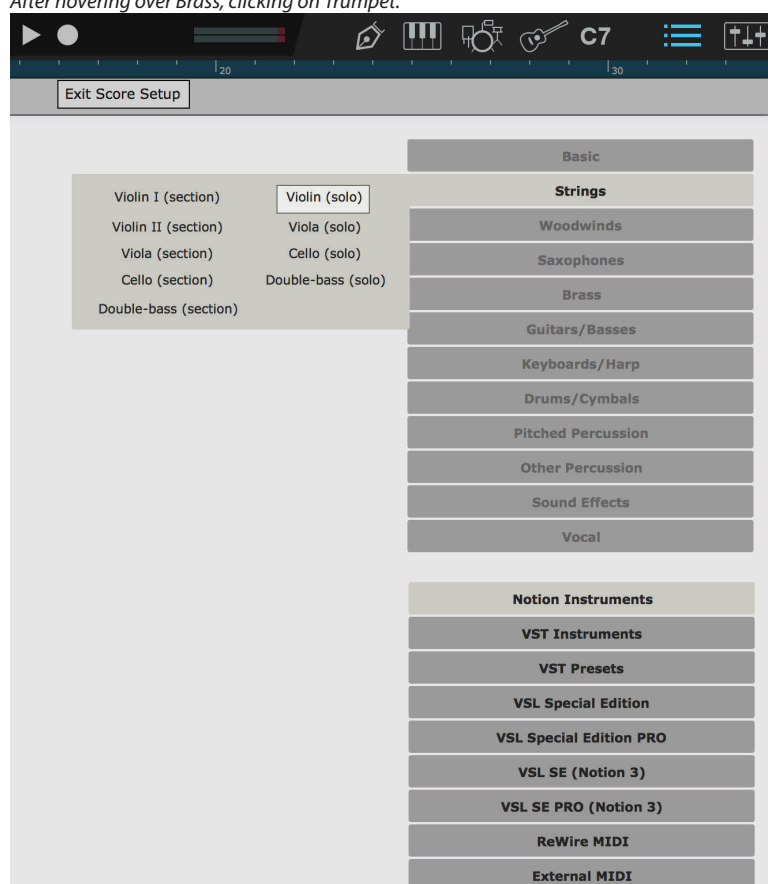 After hovering over Brass, clicking on Trumpet.
C7
20
30
Exit Score Setup
Basic
Strings
Violin I (section)
Violin (solo)
Violin II (section)
Viola (solo)
Viola (section)
Cello (solo)
Cello (section)
Double-bass (solo)
Double-bass (section)
Woodwinds
Saxophones
Brass
Guitars/Basses
Keyboards/Harp
Drums/Cymbals
Pitched Percussion
Other Percussion
Sound Effects
Vocal
Notion Instruments
VST Instruments
VST Presets
VSL Special Edition
VSL Special Edition PRO
VSL SE (Notion 3)
VSL SE PRO (Notion 3)
ReWire MIDI
External MIDI